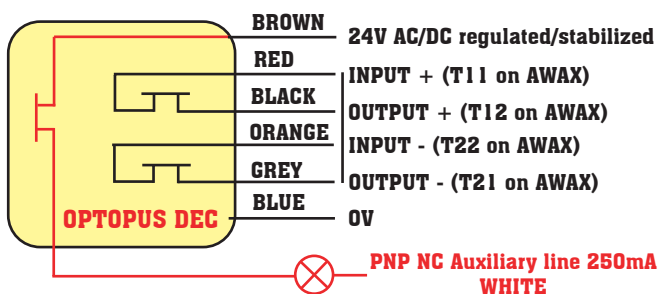 BROWN 24V AC/DC regulated/stabilized
RED INPUT + (T11 on AWAX)
BLACK OUTPUT + (T12 on AWAX)
ORANGE INPUT - (T22 on AWAX)
GREY OUTPUT - (T21 on AWAX)
OPTOPUS DEC BLUE 0V
PNP NC Auxiliary line 250mA
WHITE